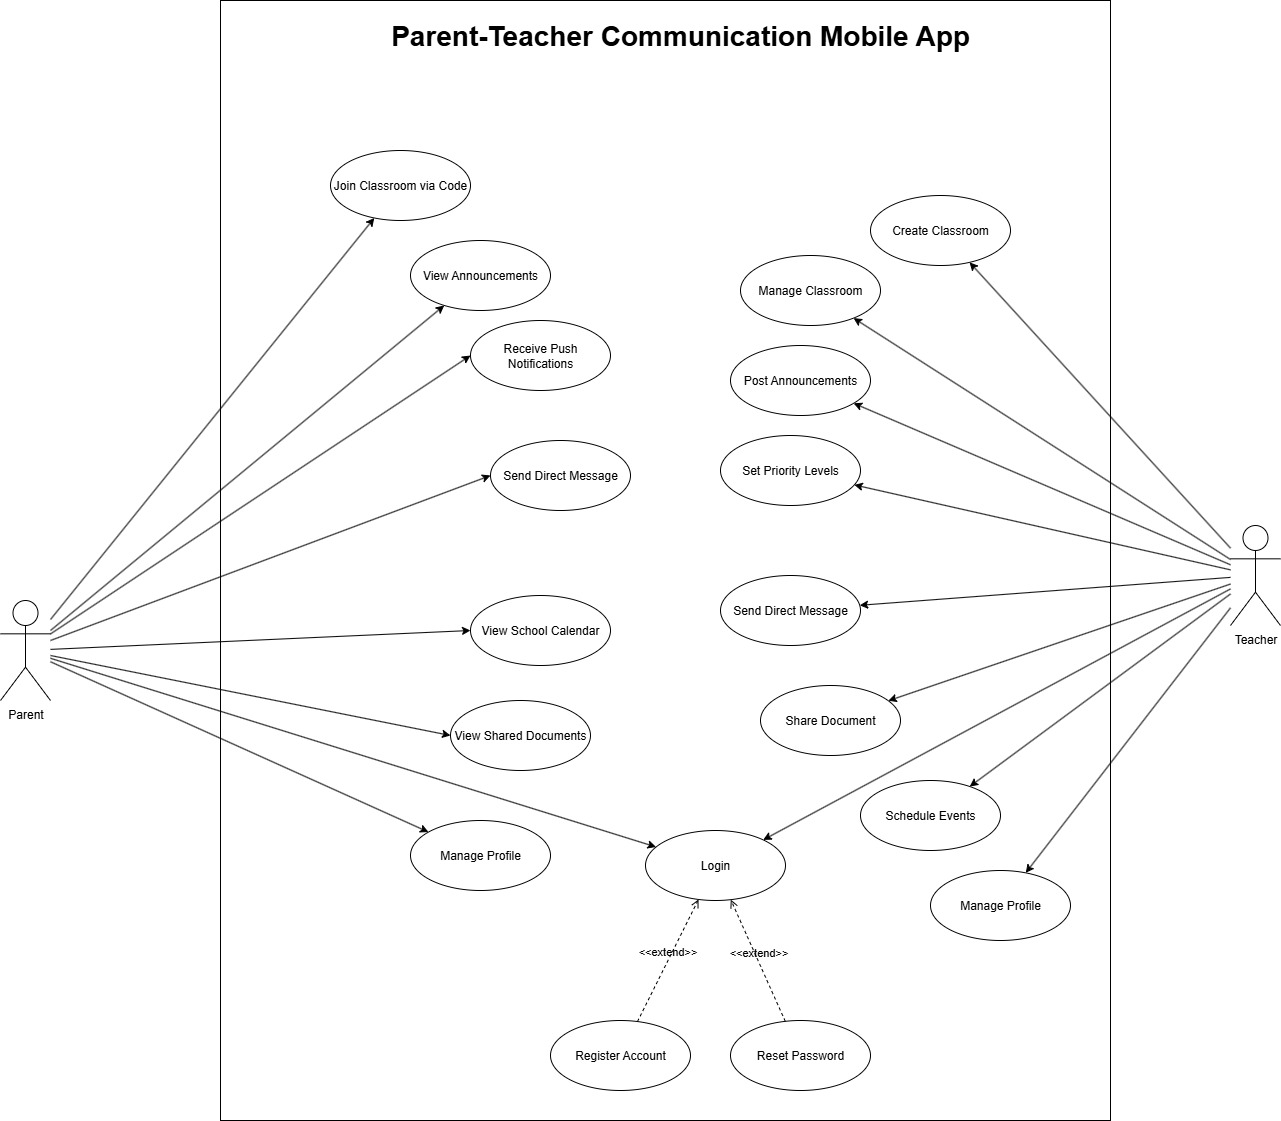 Parent-Teacher Communication Mobile App
Join Classroom via Code
Create Classroom
View Announcements
Manage Classroom
Receive Push
Notifications
Post Announcements
Send Direct Message
Set Priority Levels
Send Direct Message
View School Calendar
Teacher
Parent
Share Document
View Shared Documents
Schedule Events
Manage Profile
Login
Manage Profile
<<extend>>
<<extend>>
Register Account
Reset Password